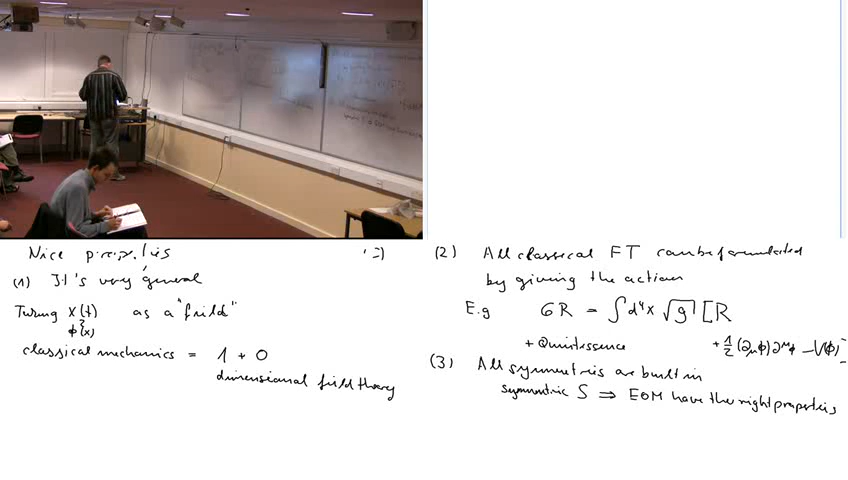 Nice properties
(1) It's very general
Turing x(t) as a "field"
φ(x)
classical mechanics = 1 + 0
dimensional field theory
(2) All classical FT can be formulated
by giving the action
E.g GR = ∫d⁴x √g [R
+ Quintessence + ½(∂μφ)∂^μφ - V(φ)
(3) All symmetries are built in
symmetric S ⇒ EOM have the right properties